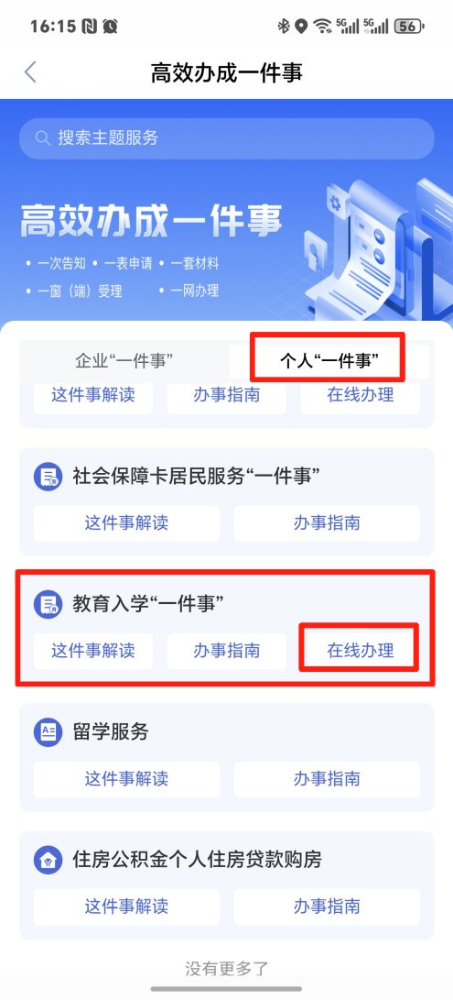 16:15 5G 5G 56
高效办成一件事
搜索主题服务
高效办成一件事
• 一次告知 • 一表申请 • 一套材料
• 一窗（端）受理 • 一网办理
企业“一件事” 个人“一件事”
这件事解读 办事指南 在线办理
社会保障卡居民服务“一件事”
这件事解读 办事指南
教育入学“一件事”
这件事解读 办事指南 在线办理
留学服务
这件事解读 办事指南
住房公积金个人住房贷款购房
这件事解读 办事指南
没有更多了